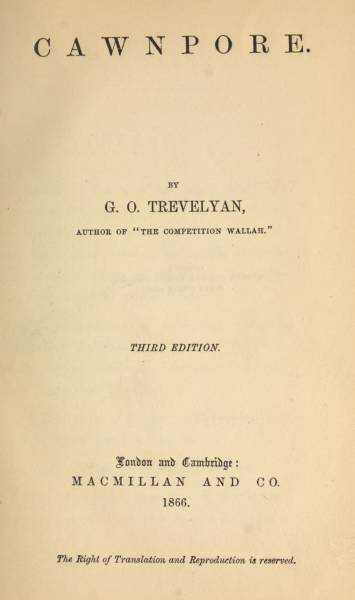 CAWNPORE.
BY
G. O. TREVELYAN,
AUTHOR OF "THE COMPETITION WALLAH."
THIRD EDITION.
London and Cambridge:
MACMILLAN AND CO.
1866.
The Right of Translation and Reproduction is reserved.